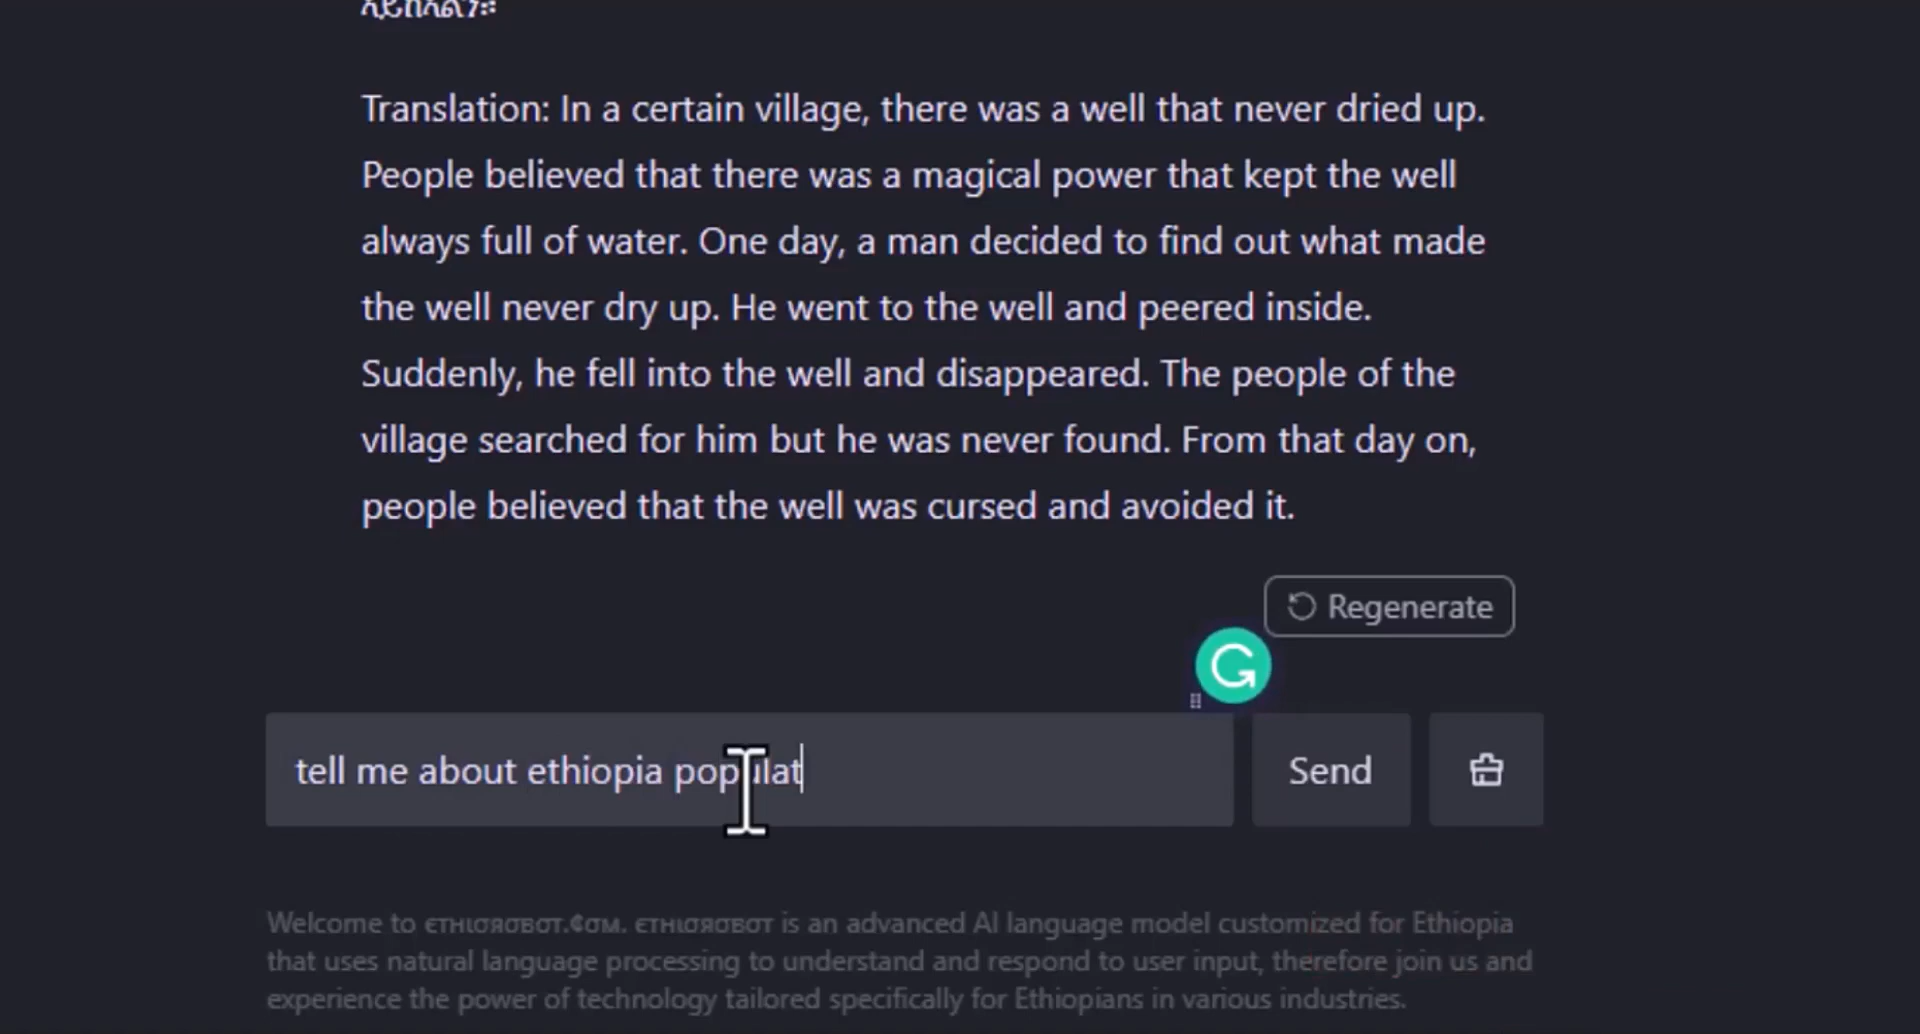 Translation: In a certain village, there was a well that never dried up.
People believed that there was a magical power that kept the well
always full of water. One day, a man decided to find out what made
the well never dry up. He went to the well and peered inside.
Suddenly, he fell into the well and disappeared. The people of the
village searched for him but he was never found. From that day on,
people believed that the well was cursed and avoided it.
Regenerate
tell me about ethiopia populat
Send
Welcome to єтнισяσвσт.¢σм. єтнισяσвσт is an advanced AI language model customized for Ethiopia
that uses natural language processing to understand and respond to user input, therefore join us and
experience the power of technology tailored specifically for Ethiopians in various industries.